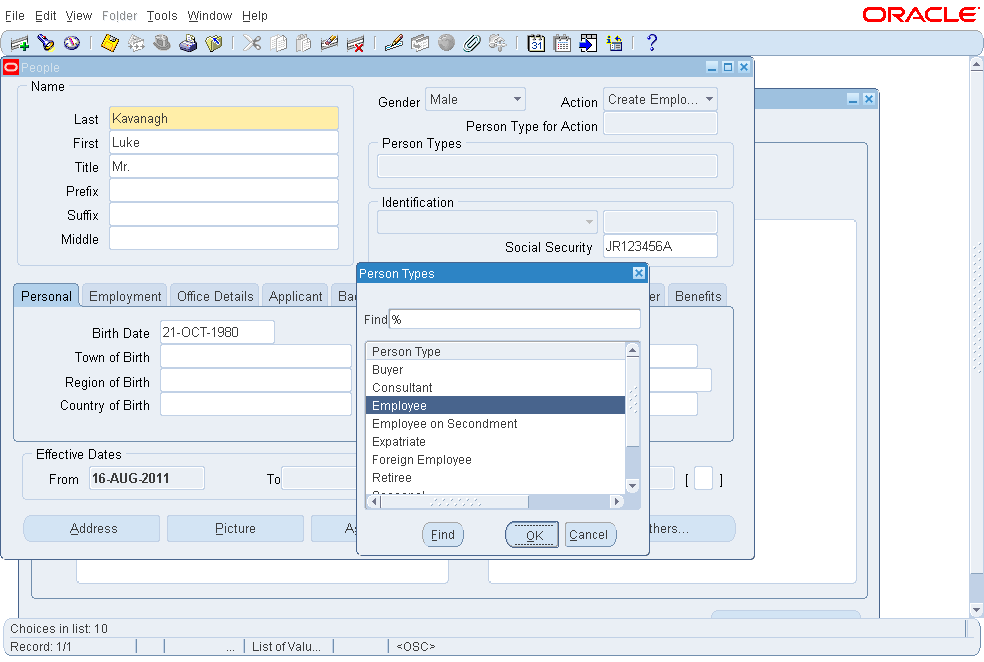 File Edit View Folder Tools Window Help
ORACLE
People
Name
Last Kavanagh
First Luke
Title Mr.
Prefix
Suffix
Middle
Gender Male Action Create Emplo...
Person Type for Action
Person Types
Identification
Social Security JR123456A
Personal Employment Office Details Applicant Benefits
Birth Date 21-OCT-1980
Town of Birth
Region of Birth
Country of Birth
Effective Dates
From 16-AUG-2011 To [ ]
Address Picture
Person Types
Find %
Person Type
Buyer
Consultant
Employee
Employee on Secondment
Expatriate
Foreign Employee
Retiree
Find OK Cancel
Choices in list: 10
Record: 1/1 ... List of Valu... <OSC>